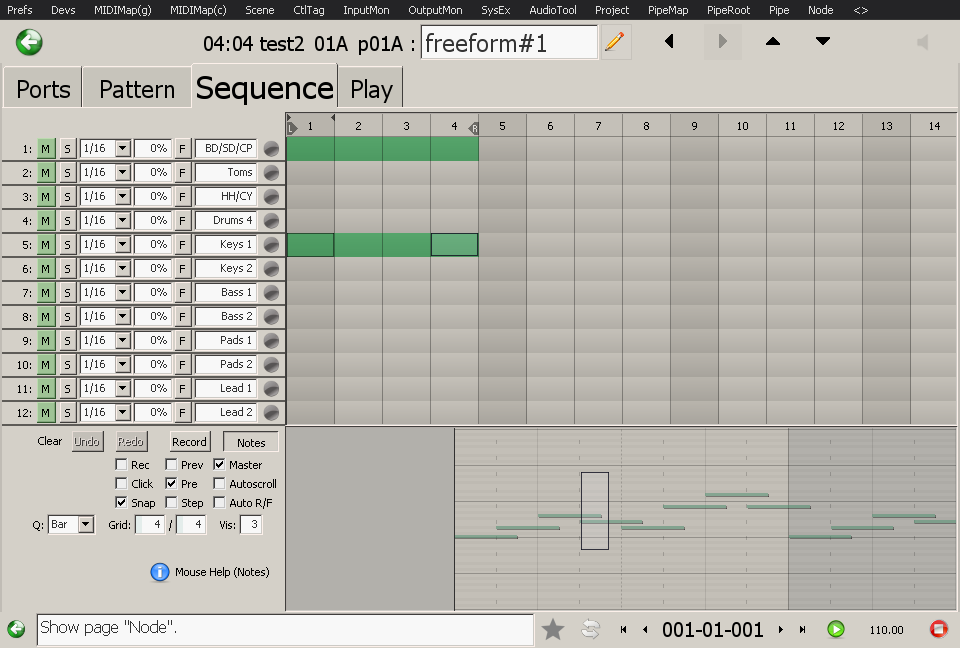 Prefs Devs MIDIMap(g) MIDIMap(c) Scene CtlTag InputMon OutputMon SysEx AudioTool Project PipeMap PipeRoot Pipe Node <>
04:04 test2 01A p01A : freeform#1
Ports Pattern Sequence Play
L 1 2 3 4 R 5 6 7 8 9 10 11 12 13 14
1: M S 1/16 0% F BD/SD/CP
2: M S 1/16 0% F Toms
3: M S 1/16 0% F HH/CY
4: M S 1/16 0% F Drums 4
5: M S 1/16 0% F Keys 1
6: M S 1/16 0% F Keys 2
7: M S 1/16 0% F Bass 1
8: M S 1/16 0% F Bass 2
9: M S 1/16 0% F Pads 1
10: M S 1/16 0% F Pads 2
11: M S 1/16 0% F Lead 1
12: M S 1/16 0% F Lead 2
Clear Undo Redo Record Notes
Rec Prev Master
Click Pre Autoscroll
Snap Step Auto R/F
Q: Bar Grid: 4 / 4 Vis: 3
Mouse Help (Notes)
Show page "Node". 001-01-001 110.00